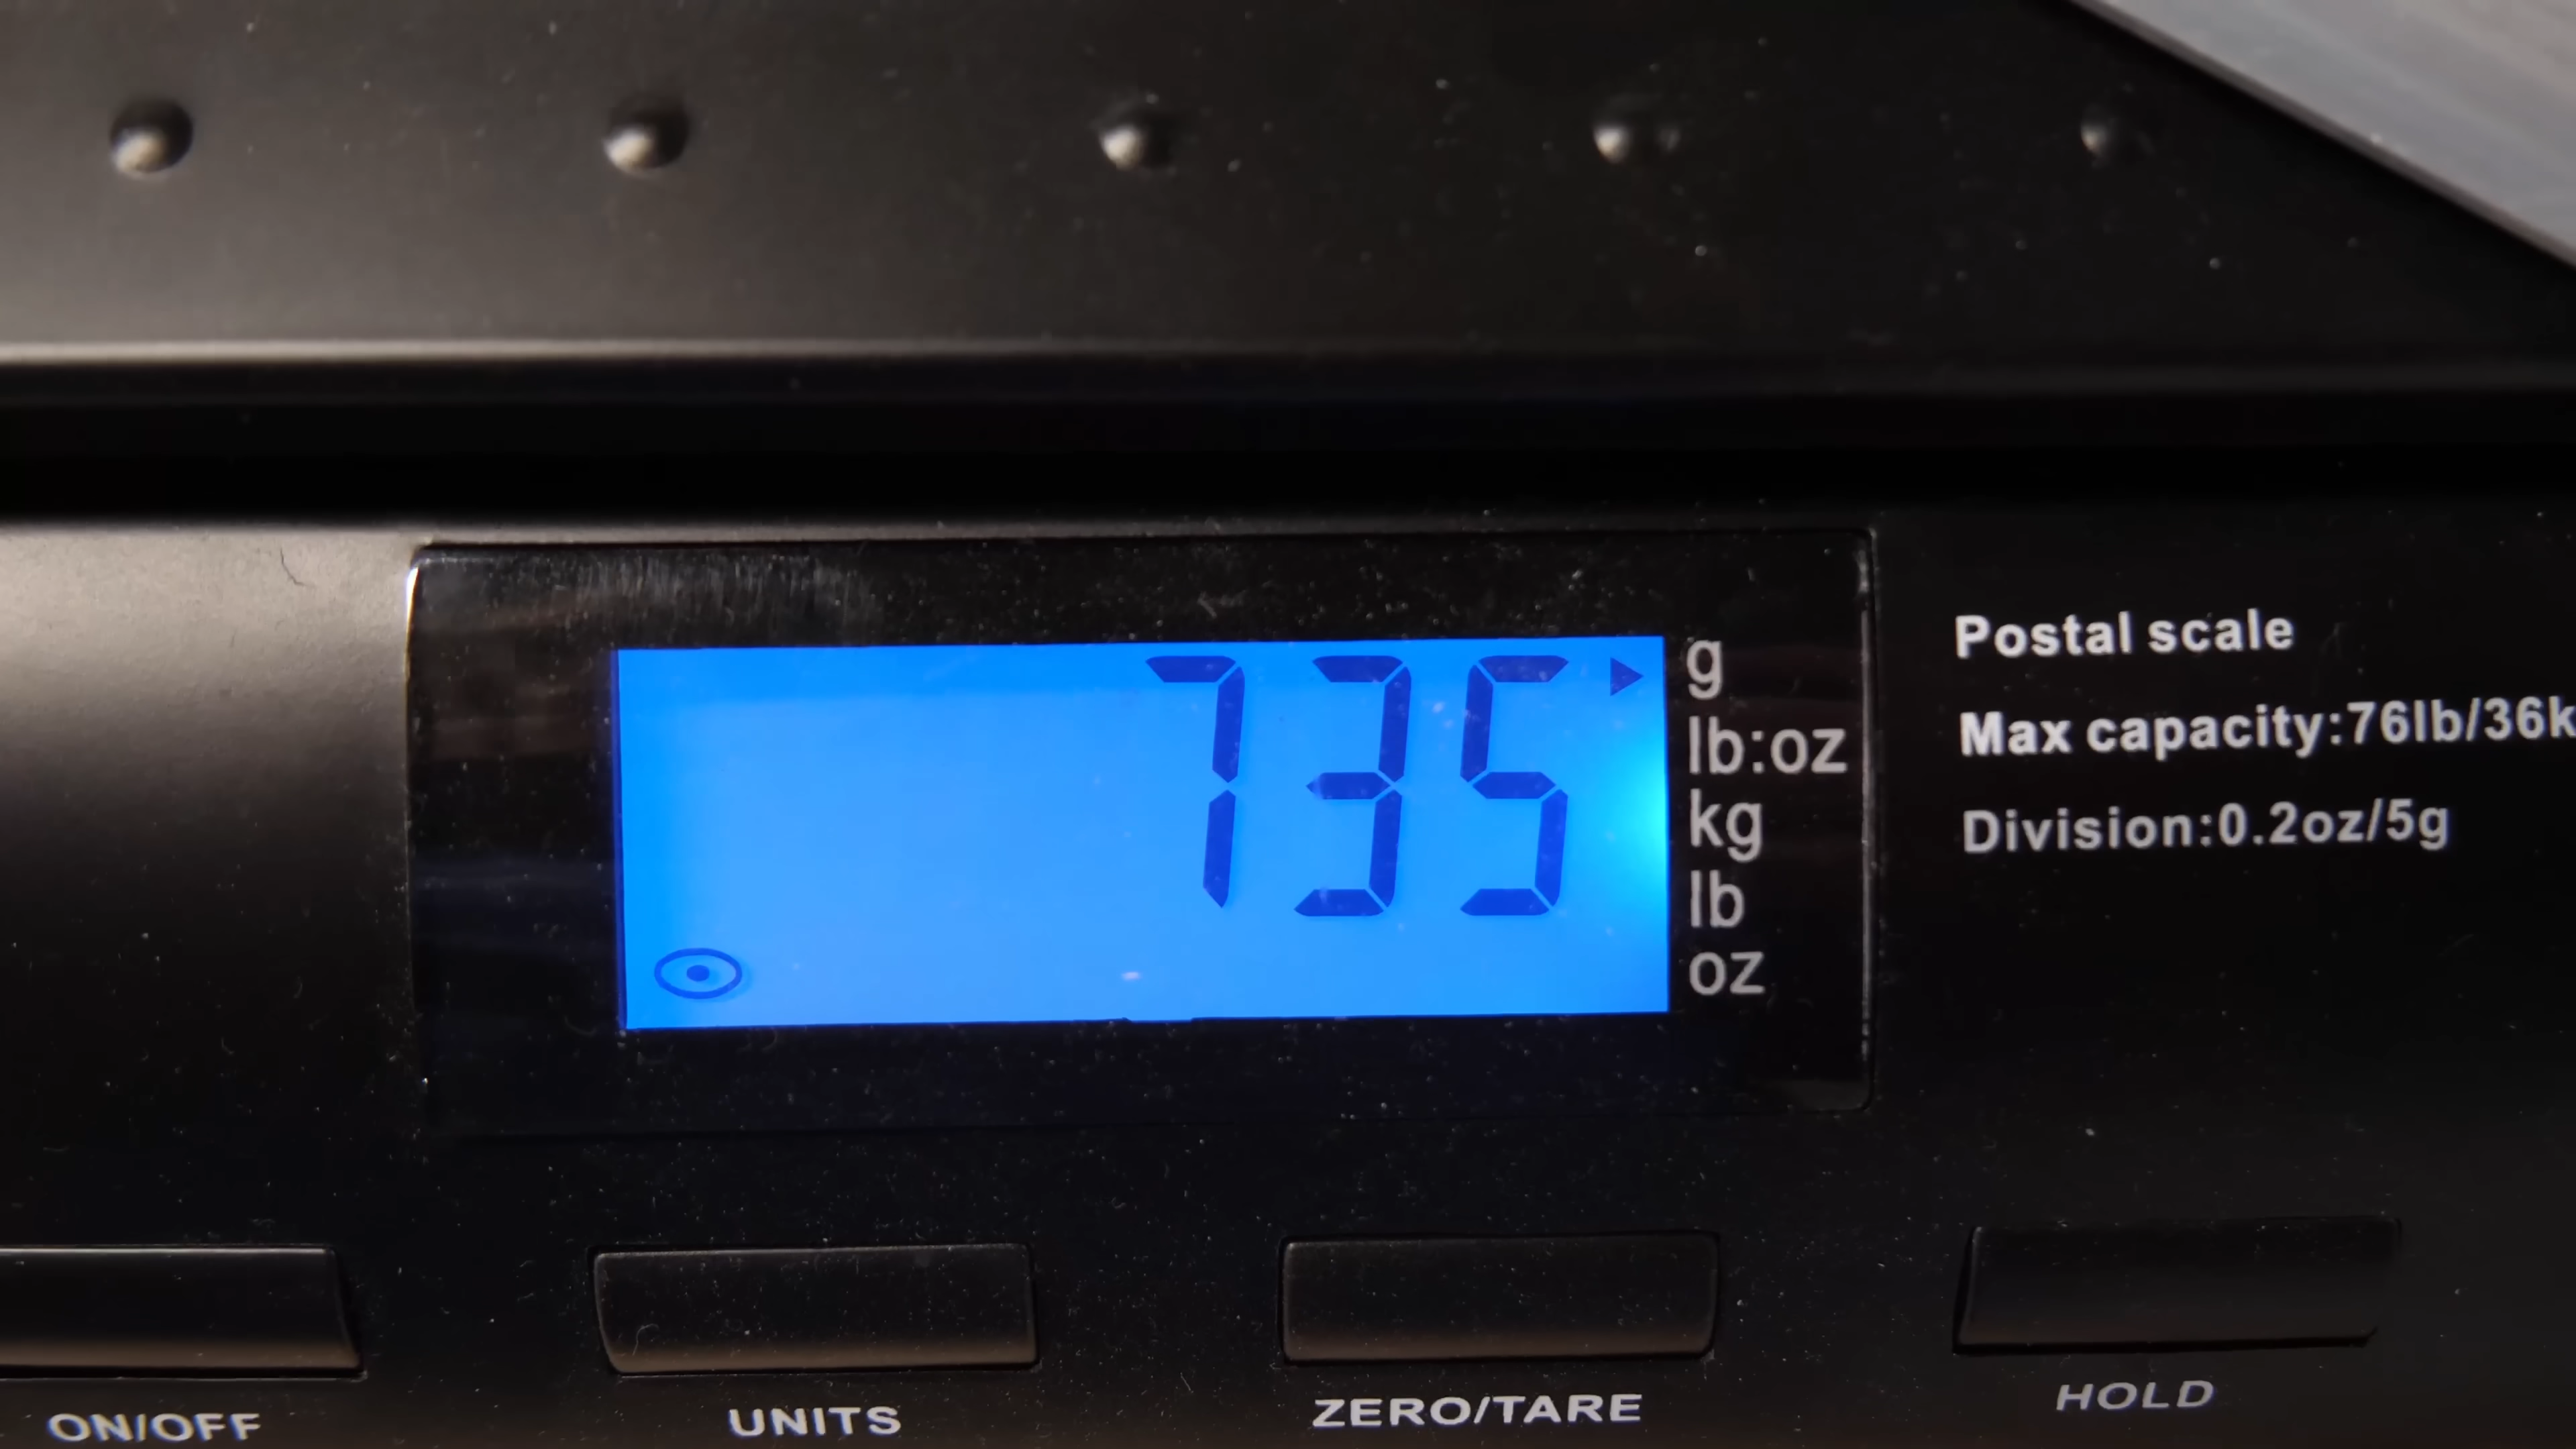 735
g
lb:oz
kg
lb
oz
Postal scale
Max capacity:76lb/36k
Division:0.2oz/5g
ON/OFF
UNITS
ZERO/TARE
HOLD